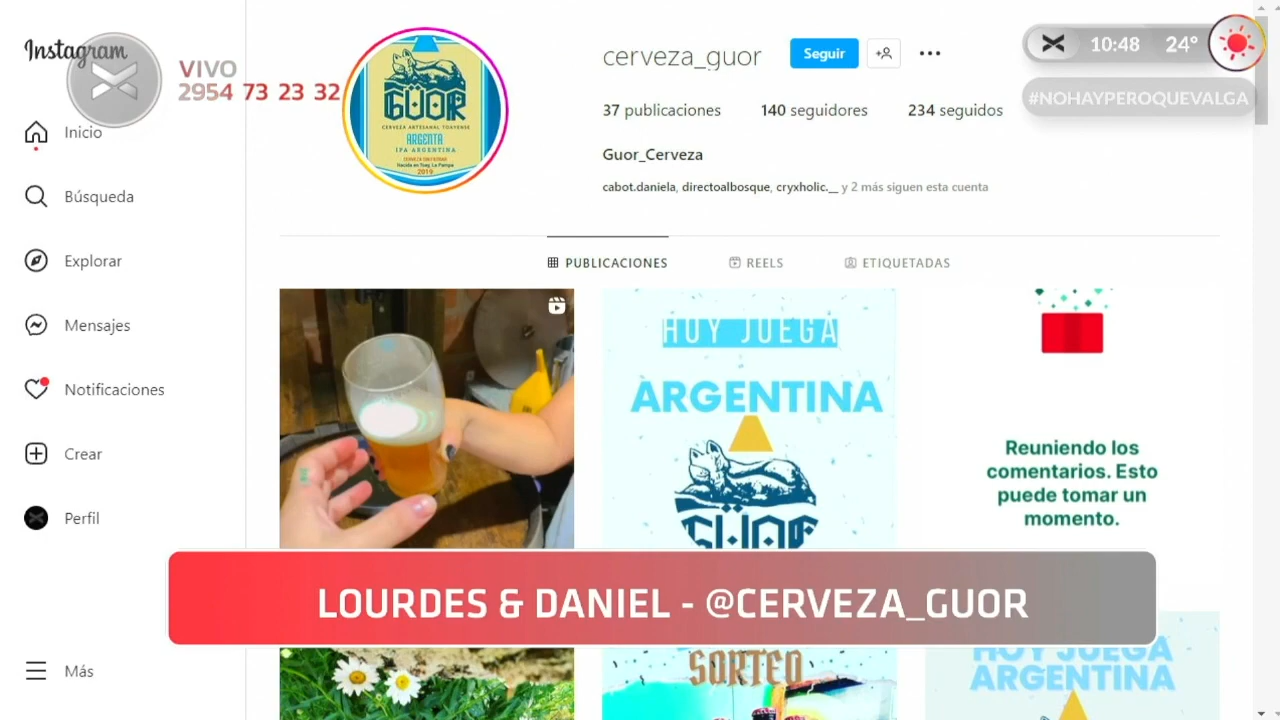 Instagram
VIVO
2954 73 23 32
Inicio
Búsqueda
Explorar
Mensajes
Notificaciones
Crear
Perfil
Más
GUOR
CERVEZA ARTESANAL TOAYENSE
ARGENTA
IPA ARGENTINA
2019
cerveza_guor
Seguir
10:48 24°
#NOHAYPEROQUEVALGA
37 publicaciones 140 seguidores 234 seguidos
Guor_Cerveza
cabot.daniela, directoalbosque, cryxholic.__ y 2 más siguen esta cuenta
PUBLICACIONES REELS ETIQUETADAS
HOY JUEGA
ARGENTINA
GÜOR
Reuniendo los
comentarios. Esto
puede tomar un
momento.
LOURDES & DANIEL - @CERVEZA_GUOR
SORTEO
HOY JUEGA
ARGENTINA